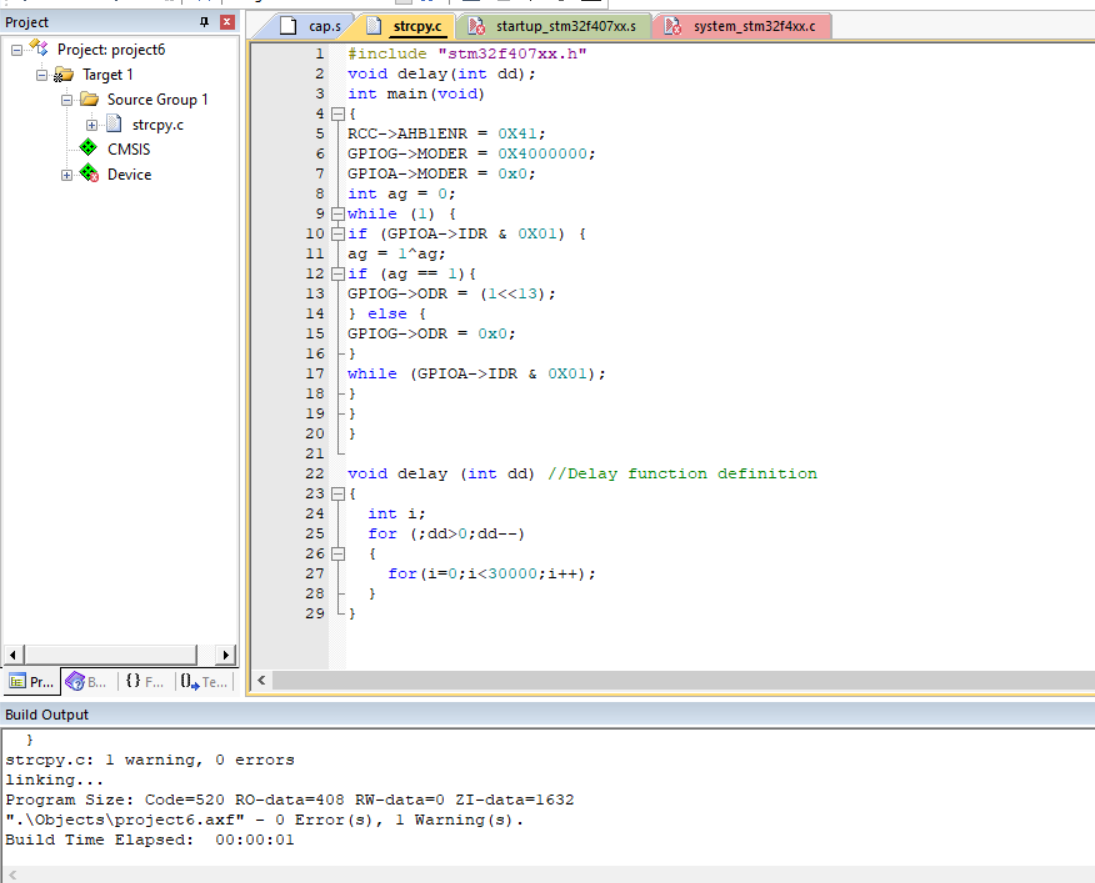 Project
Project: project6
Target 1
Source Group 1
strcpy.c
CMSIS
Device
Pr...
B...
{} F...
Te...
cap.s
strcpy.c
startup_stm32f407xx.s
system_stm32f4xx.c
1 #include "stm32f407xx.h"
2 void delay(int dd);
3 int main(void)
4 {
5 RCC->AHB1ENR = 0X41;
6 GPIOG->MODER = 0X4000000;
7 GPIOA->MODER = 0x0;
8 int ag = 0;
9 while (1) {
10 if (GPIOA->IDR & 0X01) {
11 ag = 1^ag;
12 if (ag == 1){
13 GPIOG->ODR = (1<<13);
14 } else {
15 GPIOG->ODR = 0x0;
16 }
17 while (GPIOA->IDR & 0X01);
18 }
19 }
20 }
21
22 void delay (int dd) //Delay function definition
23 {
24 int i;
25 for (;dd>0;dd--)
26 {
27 for(i=0;i<30000;i++);
28 }
29 }
Build Output
}
strcpy.c: 1 warning, 0 errors
linking...
Program Size: Code=520 RO-data=408 RW-data=0 ZI-data=1632
".\Objects\project6.axf" - 0 Error(s), 1 Warning(s).
Build Time Elapsed:  00:00:01